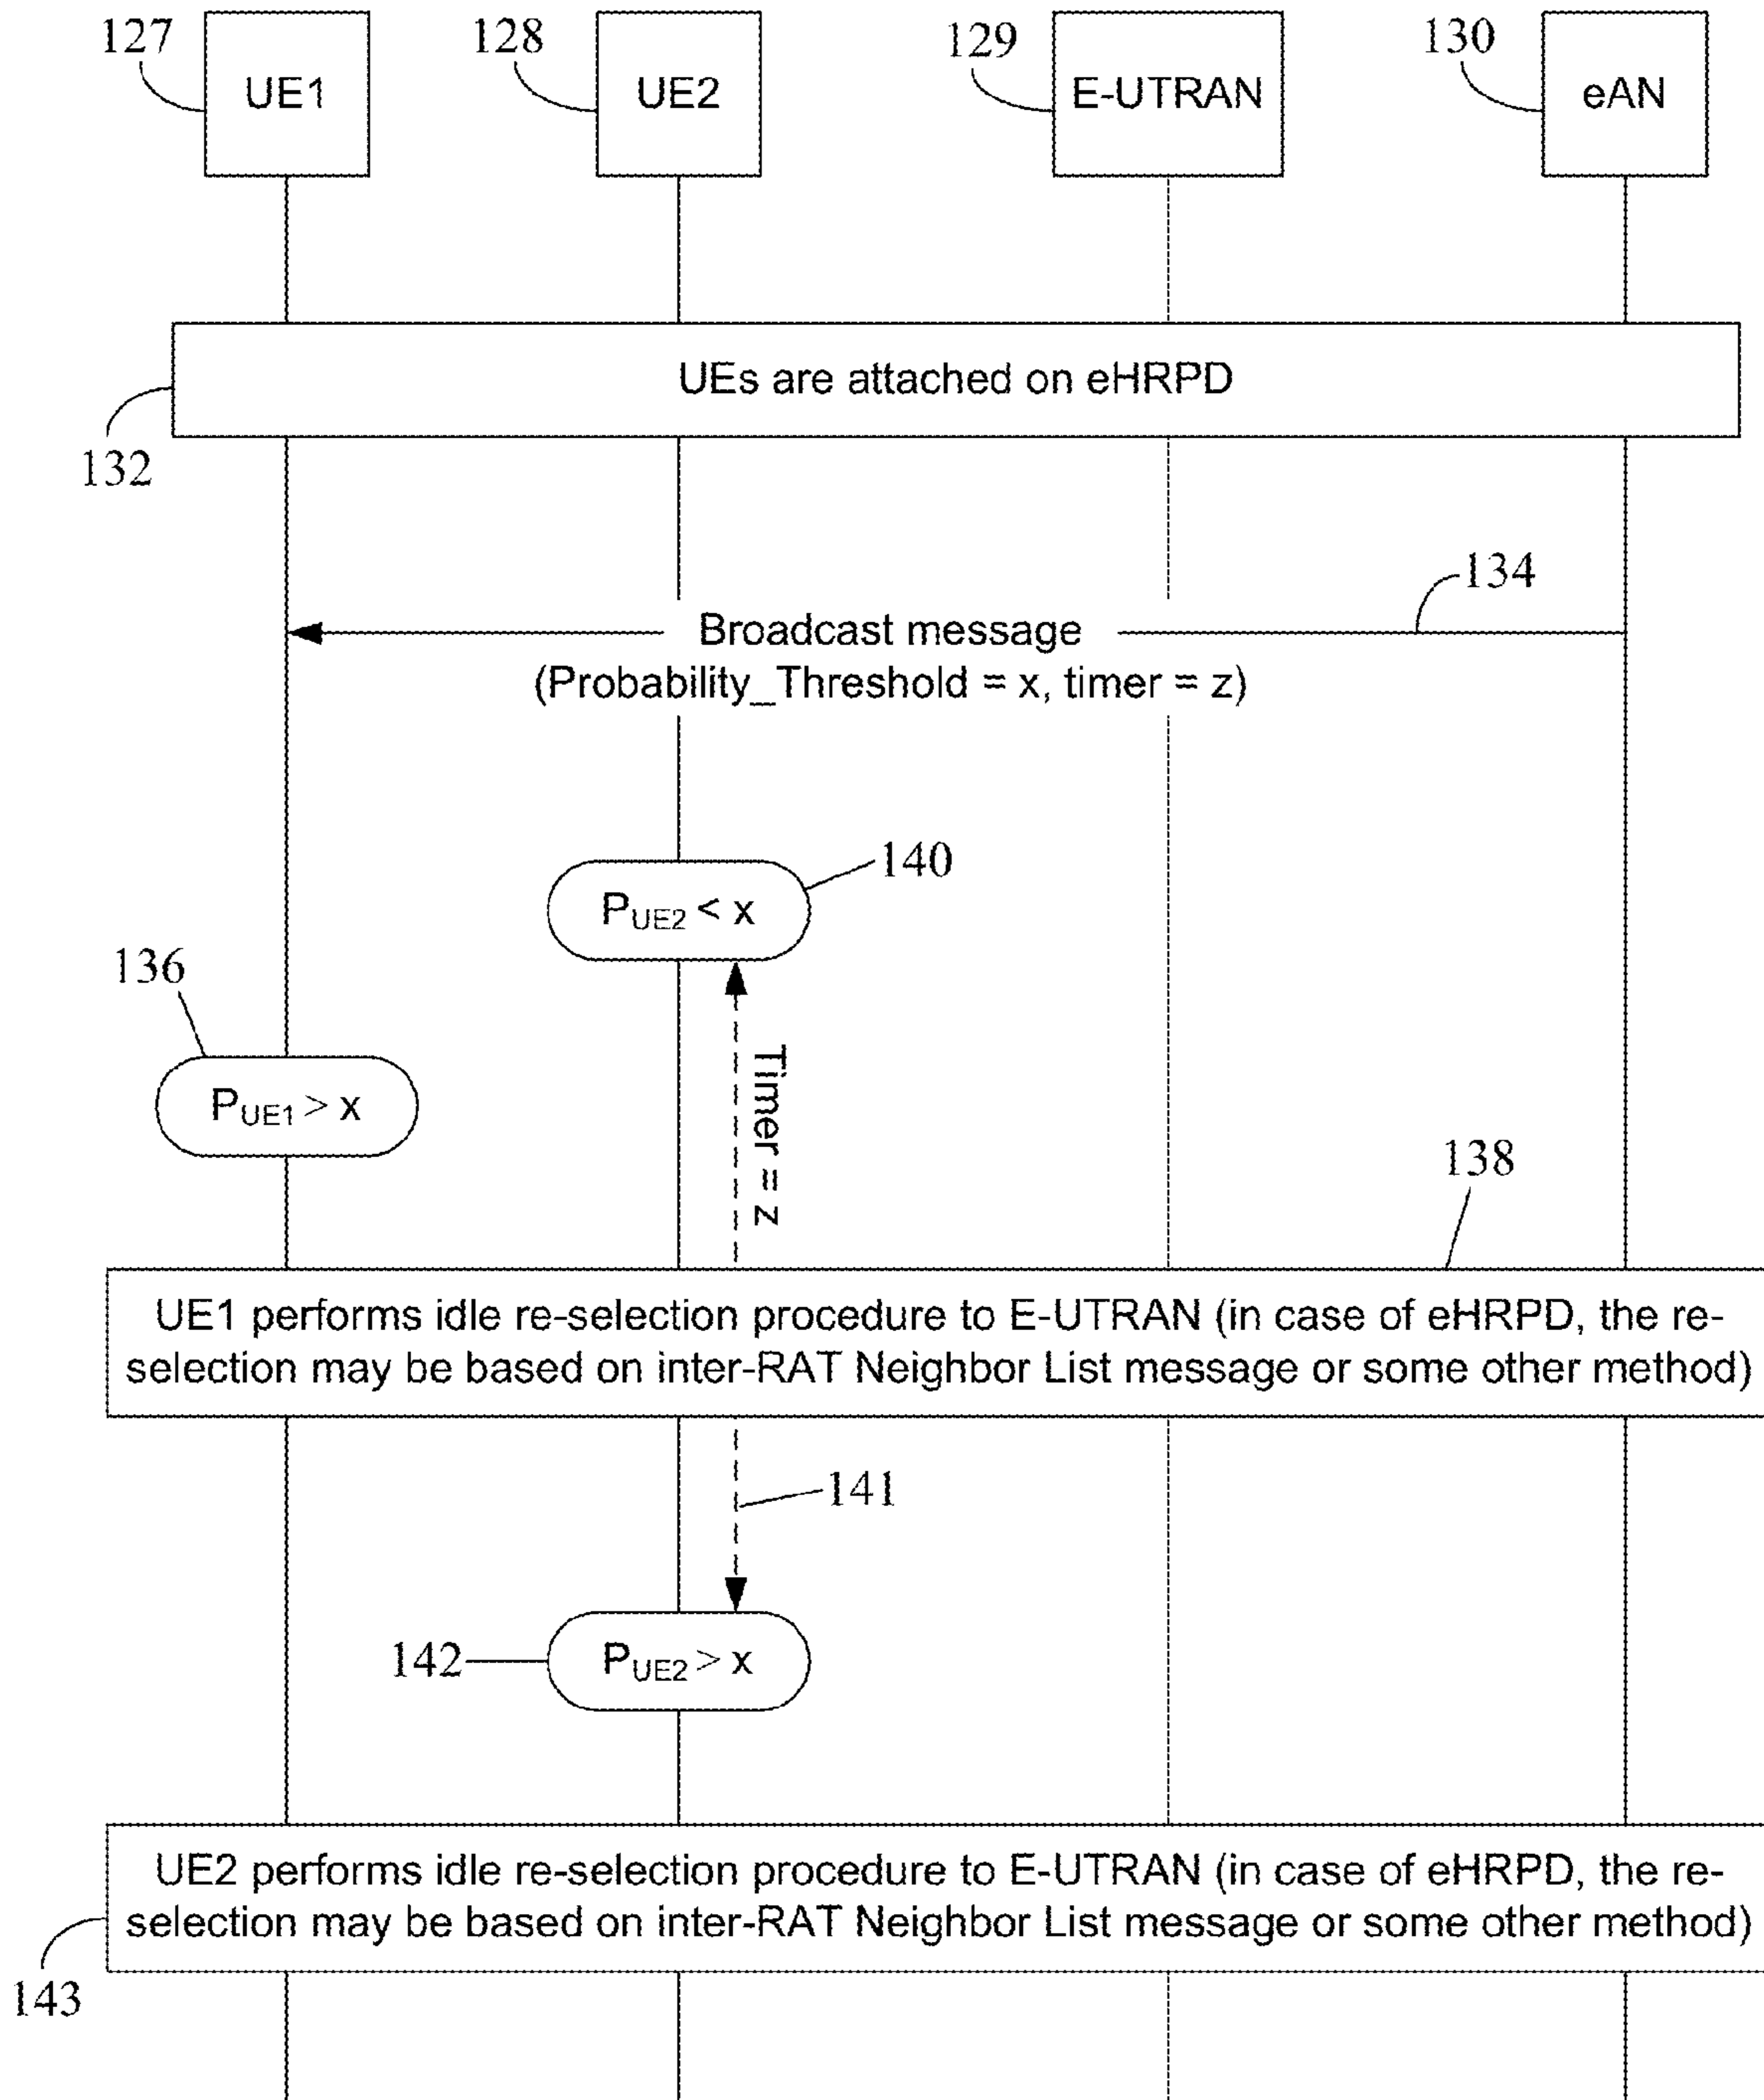 127
128
129
130
UE1
UE2
E-UTRAN
eAN
UEs are attached on eHRPD
132
134
Broadcast message
(Probability_Threshold = x, timer = z)
140
PUE2 < x
136
PUE1 > x
Timer = z
138
UE1 performs idle re-selection procedure to E-UTRAN (in case of eHRPD, the re-
selection may be based on inter-RAT Neighbor List message or some other method)
141
142
PUE2 > x
UE2 performs idle re-selection procedure to E-UTRAN (in case of eHRPD, the re-
selection may be based on inter-RAT Neighbor List message or some other method)
143